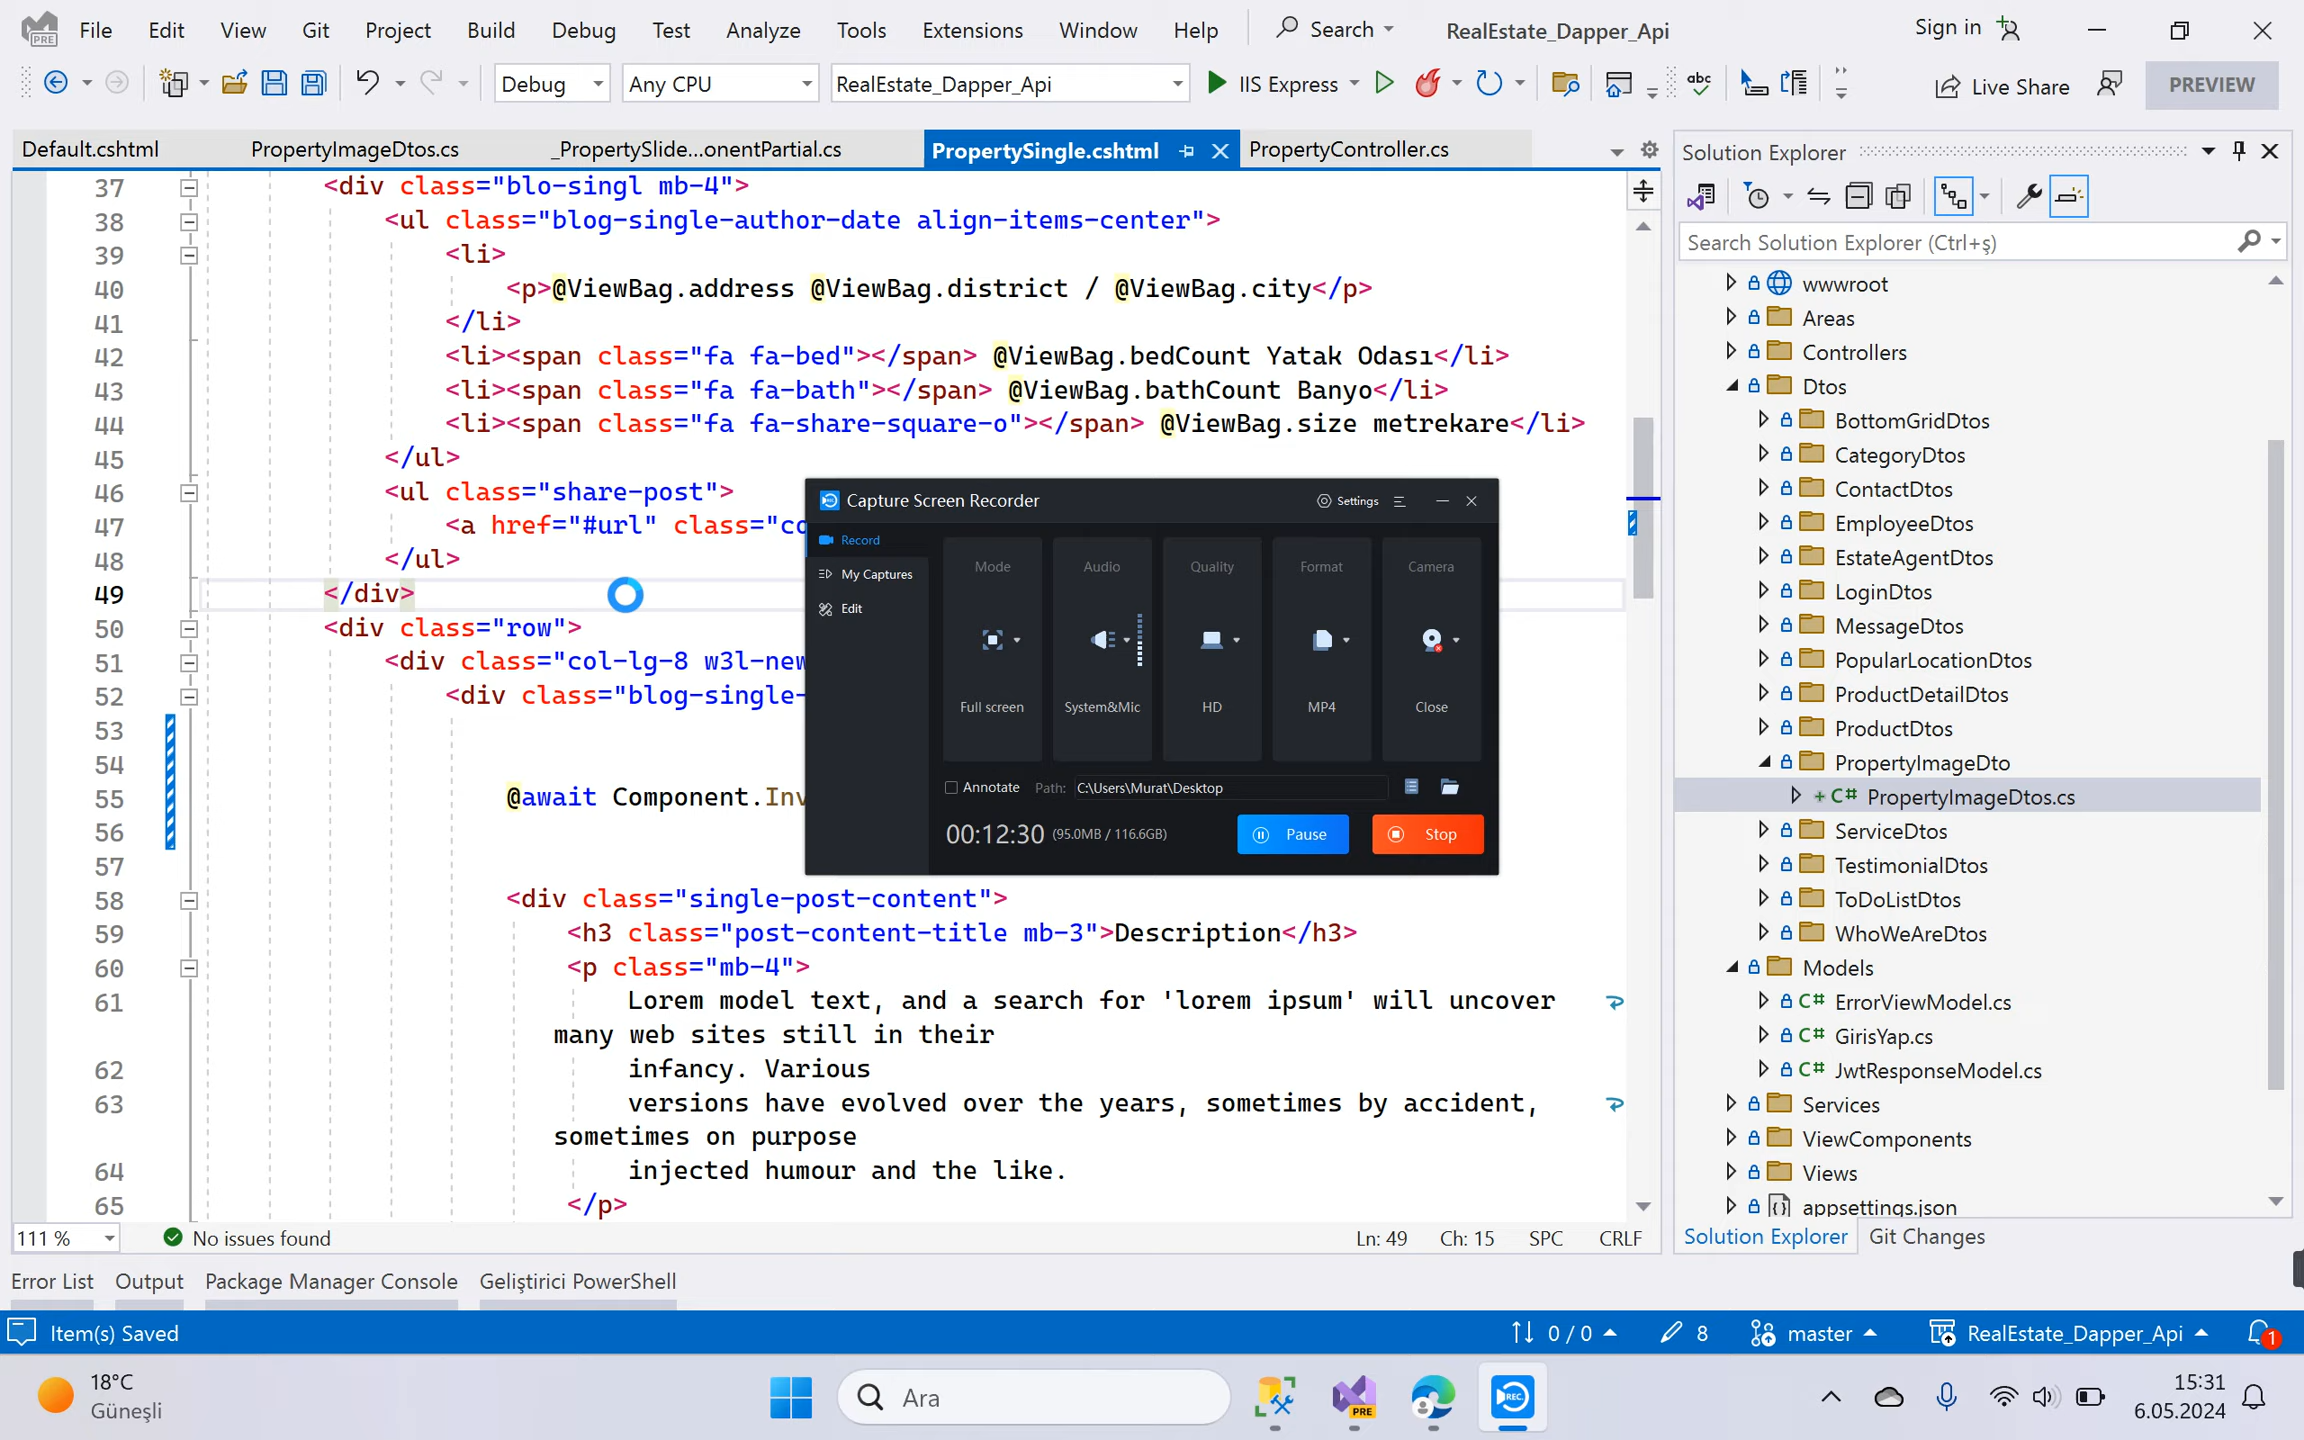 File Edit View Git Project Build Debug Test Analyze Tools Extensions Window Help Search RealEstate_Dapper_Api Sign in
PRE
Debug Any CPU RealEstate_Dapper_Api IIS Express abc Live Share PREVIEW
Default.cshtml PropertyImageDtos.cs _PropertySlide...onentPartial.cs PropertySingle.cshtml PropertyController.cs
37 <div class="blo-singl mb-4">
38 <ul class="blog-single-author-date align-items-center">
39 <li>
40 <p>@ViewBag.address @ViewBag.district / @ViewBag.city</p>
41 </li>
42 <li><span class="fa fa-bed"></span> @ViewBag.bedCount Yatak Odası</li>
43 <li><span class="fa fa-bath"></span> @ViewBag.bathCount Banyo</li>
44 <li><span class="fa fa-share-square-o"></span> @ViewBag.size metrekare</li>
45 </ul>
46 <ul class="share-post">
47 <a href="#url" class="co
48 </ul>
49 </div>
50 <div class="row">
51 <div class="col-lg-8 w3l-new
52 <div class="blog-single-
53
54
55 @await Component.Inv
56
57
58 <div class="single-post-content">
59 <h3 class="post-content-title mb-3">Description</h3>
60 <p class="mb-4">
61 Lorem model text, and a search for 'lorem ipsum' will uncover
many web sites still in their
62 infancy. Various
63 versions have evolved over the years, sometimes by accident,
sometimes on purpose
64 injected humour and the like.
65 </p>
Capture Screen Recorder Settings
Record
My Captures
Edit
Mode Audio Quality Format Camera
Full screen System&Mic HD MP4 Close
Annotate Path: C:\Users\Murat\Desktop
00:12:30 (95.0MB / 116.6GB) Pause Stop
Solution Explorer
Search Solution Explorer (Ctrl+ş)
wwwroot
Areas
Controllers
Dtos
BottomGridDtos
CategoryDtos
ContactDtos
EmployeeDtos
EstateAgentDtos
LoginDtos
MessageDtos
PopularLocationDtos
ProductDetailDtos
ProductDtos
PropertyImageDto
+ C# PropertyImageDtos.cs
ServiceDtos
TestimonialDtos
ToDoListDtos
WhoWeAreDtos
Models
C# ErrorViewModel.cs
C# GirisYap.cs
C# JwtResponseModel.cs
Services
ViewComponents
Views
appsettings.json
111 % No issues found Ln: 49 Ch: 15 SPC CRLF
Solution Explorer Git Changes
Error List Output Package Manager Console Geliştirici PowerShell
Item(s) Saved 0 / 0 8 master RealEstate_Dapper_Api 1
18°C
Güneşli
Ara
PRE
REC
15:31
6.05.2024